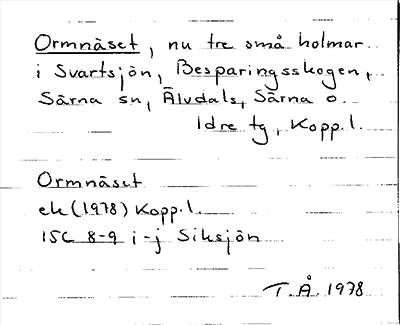 Ormnäset, nu tre små holmar
i Svartsjön, Besparingsskogen,
Särna sn, Älvdals, Särna o.
Idre tg, Kopp.l.
Ormnäset
ek (1978) Kopp.l.
15C 8-9 i-j Siksjön
T.Å. 1978